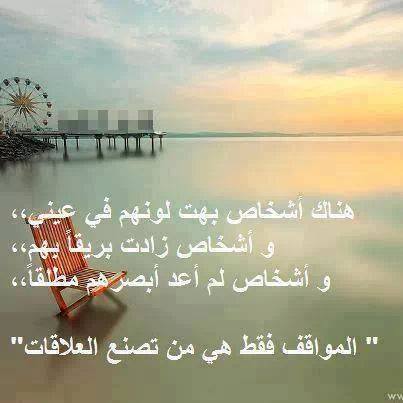 هناك أشخاص بهت لونهم في عيني،،
و أشخاص زادت بريقاً بهم،،
و أشخاص لم أعد أبصرهم مطلقاً،،
" المواقف فقط هي من تصنع العلاقات"